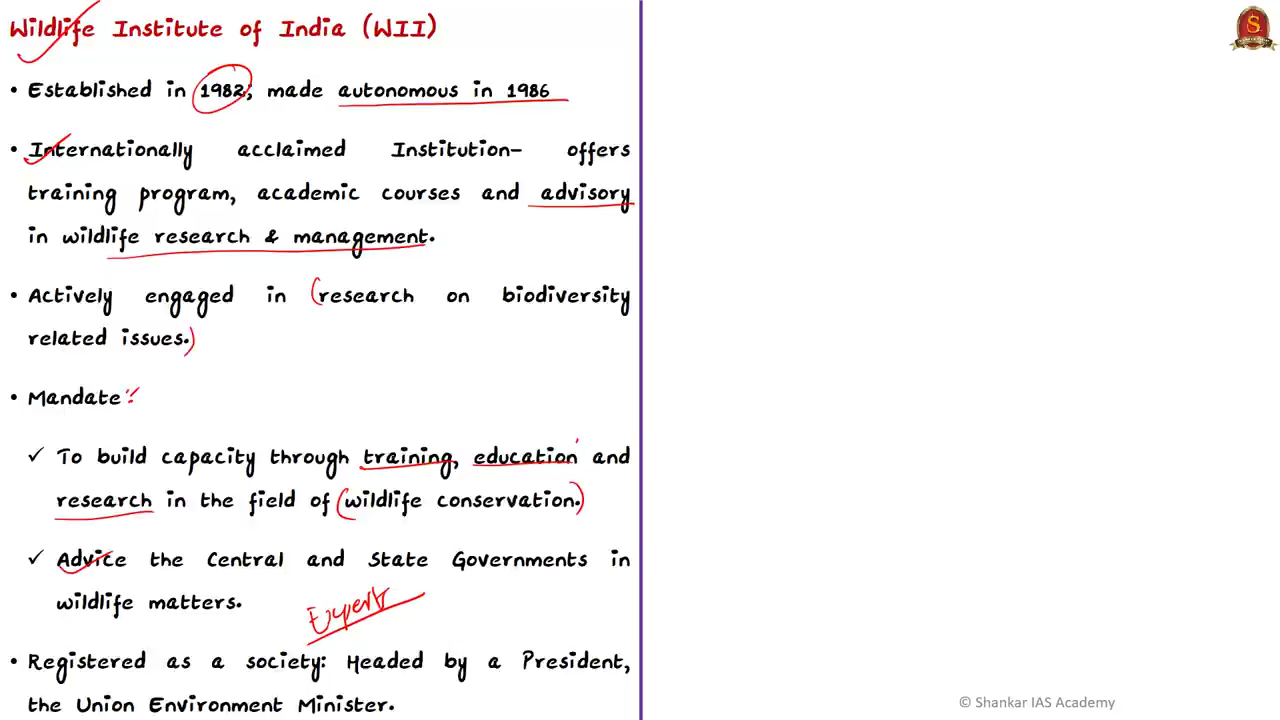 Wildlife Institute of India (WII)
• Established in 1982, made autonomous in 1986
• Internationally acclaimed Institution- offers
training program, academic courses and advisory
in wildlife research & management.
• Actively engaged in (research on biodiversity
related issues.)
• Mandate:
✓ To build capacity through training, education and
research in the field of (wildlife conservation.)
✓ Advice the Central and State Governments in
wildlife matters.
Expert
• Registered as a society: Headed by a President,
the Union Environment Minister.
S
© Shankar IAS Academy